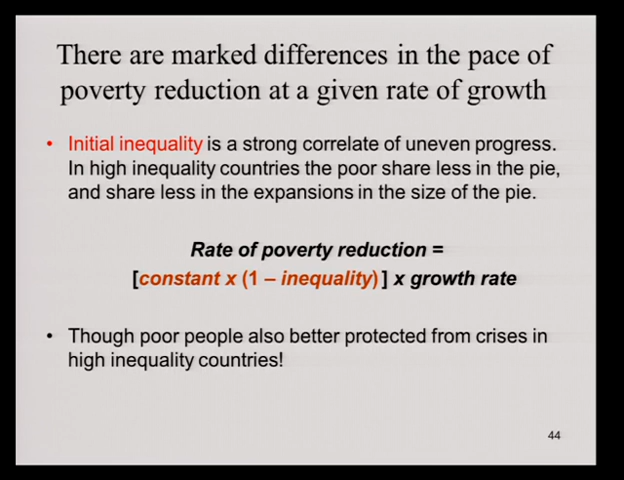 There are marked differences in the pace of
poverty reduction at a given rate of growth
• Initial inequality is a strong correlate of uneven progress.
In high inequality countries the poor share less in the pie,
and share less in the expansions in the size of the pie.
Rate of poverty reduction =
[constant x (1 – inequality)] x growth rate
• Though poor people also better protected from crises in
high inequality countries!
44